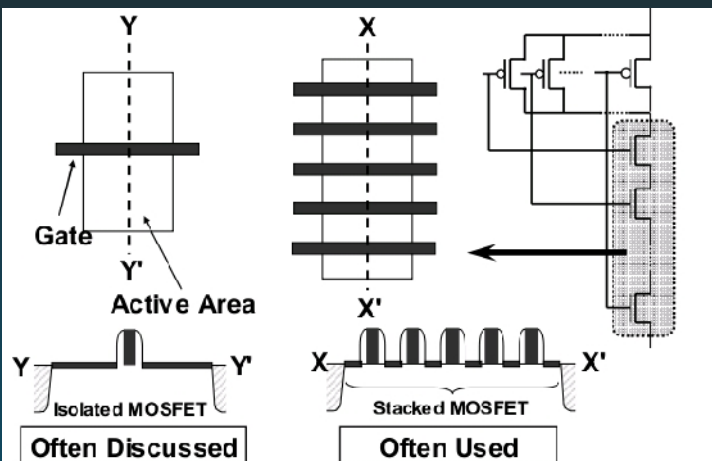 Y
X
Gate
Y'
Active Area
X'
Y
Y'
X
X'
Isolated MOSFET
Stacked MOSFET
Often Discussed
Often Used